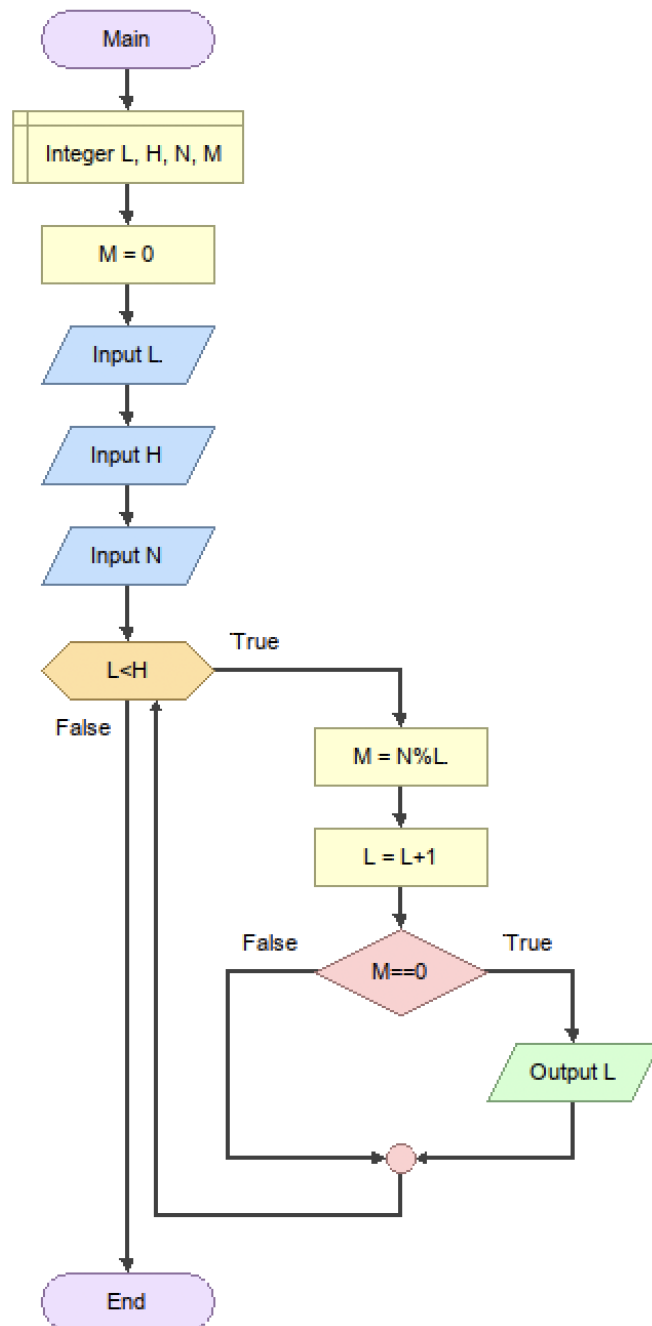 Main
Integer L, H, N, M
M = 0
Input L
Input H
Input N
L<H
True
False
M = N%L
L = L+1
False
True
M==0
Output L
End